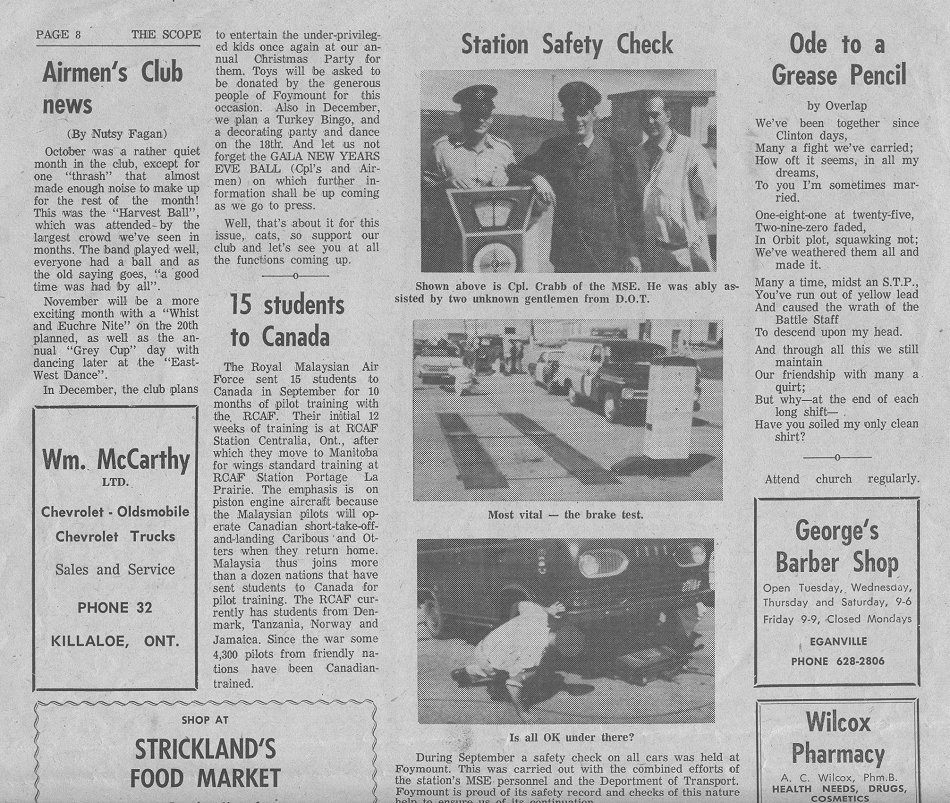 PAGE 8 THE SCOPE
Airmen's Club
news
(By Nutsy Fagan)
October was a rather quiet
month in the club, except for
one "thrash" that almost
made enough noise to make up
for the rest of the month!
This was the "Harvest Ball",
which was attended by the
largest crowd we've seen in
months. The band played well,
everyone had a ball and as
the old saying goes, "a good
time was had by all".
November will be a more
exciting month with a "Whist
and Euchre Nite" on the 20th
planned, as well as the an-
nual "Grey Cup" day with
dancing later at the "East-
West Dance".
In December, the club plans
to entertain the under-privileg-
ed kids once again at our an-
nual Christmas Party for
them. Toys will be asked to
be donated by the generous
people of Foymount for this
occasion. Also in December,
we plan a Turkey Bingo, and
a decorating party and dance
on the 18th. And let us not
forget the GALA NEW YEARS
EVE BALL (Cpl's and Air-
men) on which further in-
formation shall be up coming
as we go to press.
Well, that's about it for this
issue, cats, so support our
club and let's see you at all
the functions coming up.
15 students
to Canada
The Royal Malaysian Air
Force sent 15 students to
Canada in September for 10
months of pilot training with
the RCAF. Their initial 12
weeks of training is at RCAF
Station Centralia, Ont., after
which they move to Manitoba
for wings standard training at
RCAF Station Portage La
Prairie. The emphasis is on
piston engine aircraft because
the Malaysian pilots will op-
erate Canadian short-take-off-
and-landing Caribous and Ot-
ters when they return home.
Malaysia thus joins more
than a dozen nations that have
sent students to Canada for
pilot training. The RCAF cur-
rently has students from Den-
mark, Tanzania, Norway and
Jamaica. Since the war some
4,300 pilots from friendly na-
tions have been Canadian-
trained.
Wm. McCarthy
LTD.
Chevrolet - Oldsmobile
Chevrolet Trucks
Sales and Service
PHONE 32
KILLALOE, ONT.
SHOP AT
STRICKLAND'S
FOOD MARKET
Station Safety Check
Shown above is Cpl. Crabb of the MSE. He was ably as-
sisted by two unknown gentlemen from D.O.T.
Most vital — the brake test.
Is all OK under there?
During September a safety check on all cars was held at
Foymount. This was carried out with the combined efforts of
the station's MSE personnel and the Department of Transport.
Foymount is proud of its safety record and checks of this nature
help to ensure us of its continuation.
Ode to a
Grease Pencil
by Overlap
We've been together since
Clinton days,
Many a fight we've carried;
How oft it seems, in all my
dreams,
To you I'm sometimes mar-
ried.
One-eight-one at twenty-five,
Two-nine-zero faded,
In Orbit plot, squawking not;
We've weathered them all and
made it.
Many a time, midst an S.T.P.,
You've run out of yellow lead
And caused the wrath of the
Battle Staff
To descend upon my head.
And through all this we still
maintain
Our friendship with many a
quirt;
But why—at the end of each
long shift—
Have you soiled my only clean
shirt?
Attend church regularly.
George's
Barber Shop
Open Tuesday, Wednesday,
Thursday and Saturday, 9-6
Friday 9-9, Closed Mondays
EGANVILLE
PHONE 628-2806
Wilcox
Pharmacy
A. C. Wilcox, Phm.B.
HEALTH NEEDS, DRUGS,
COSMETICS